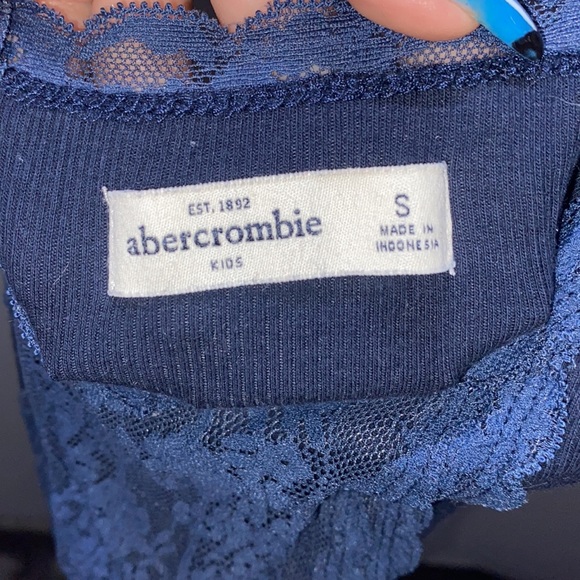 EST. 1892
abercrombie
KIDS
S
MADE IN
INDONESIA